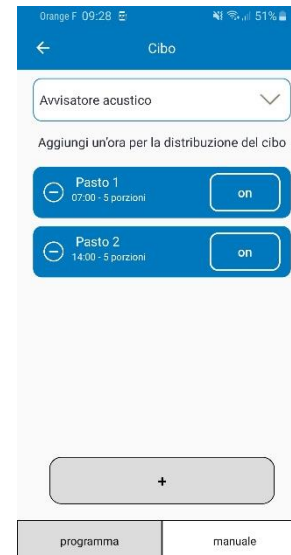 Orange F 09:28
51%
Cibo
Avvisatore acustico
Aggiungi un'ora per la distribuzione del cibo
Pasto 1
07:00 - 5 porzioni
on
Pasto 2
14:00 - 5 porzioni
on
+
programma
manuale